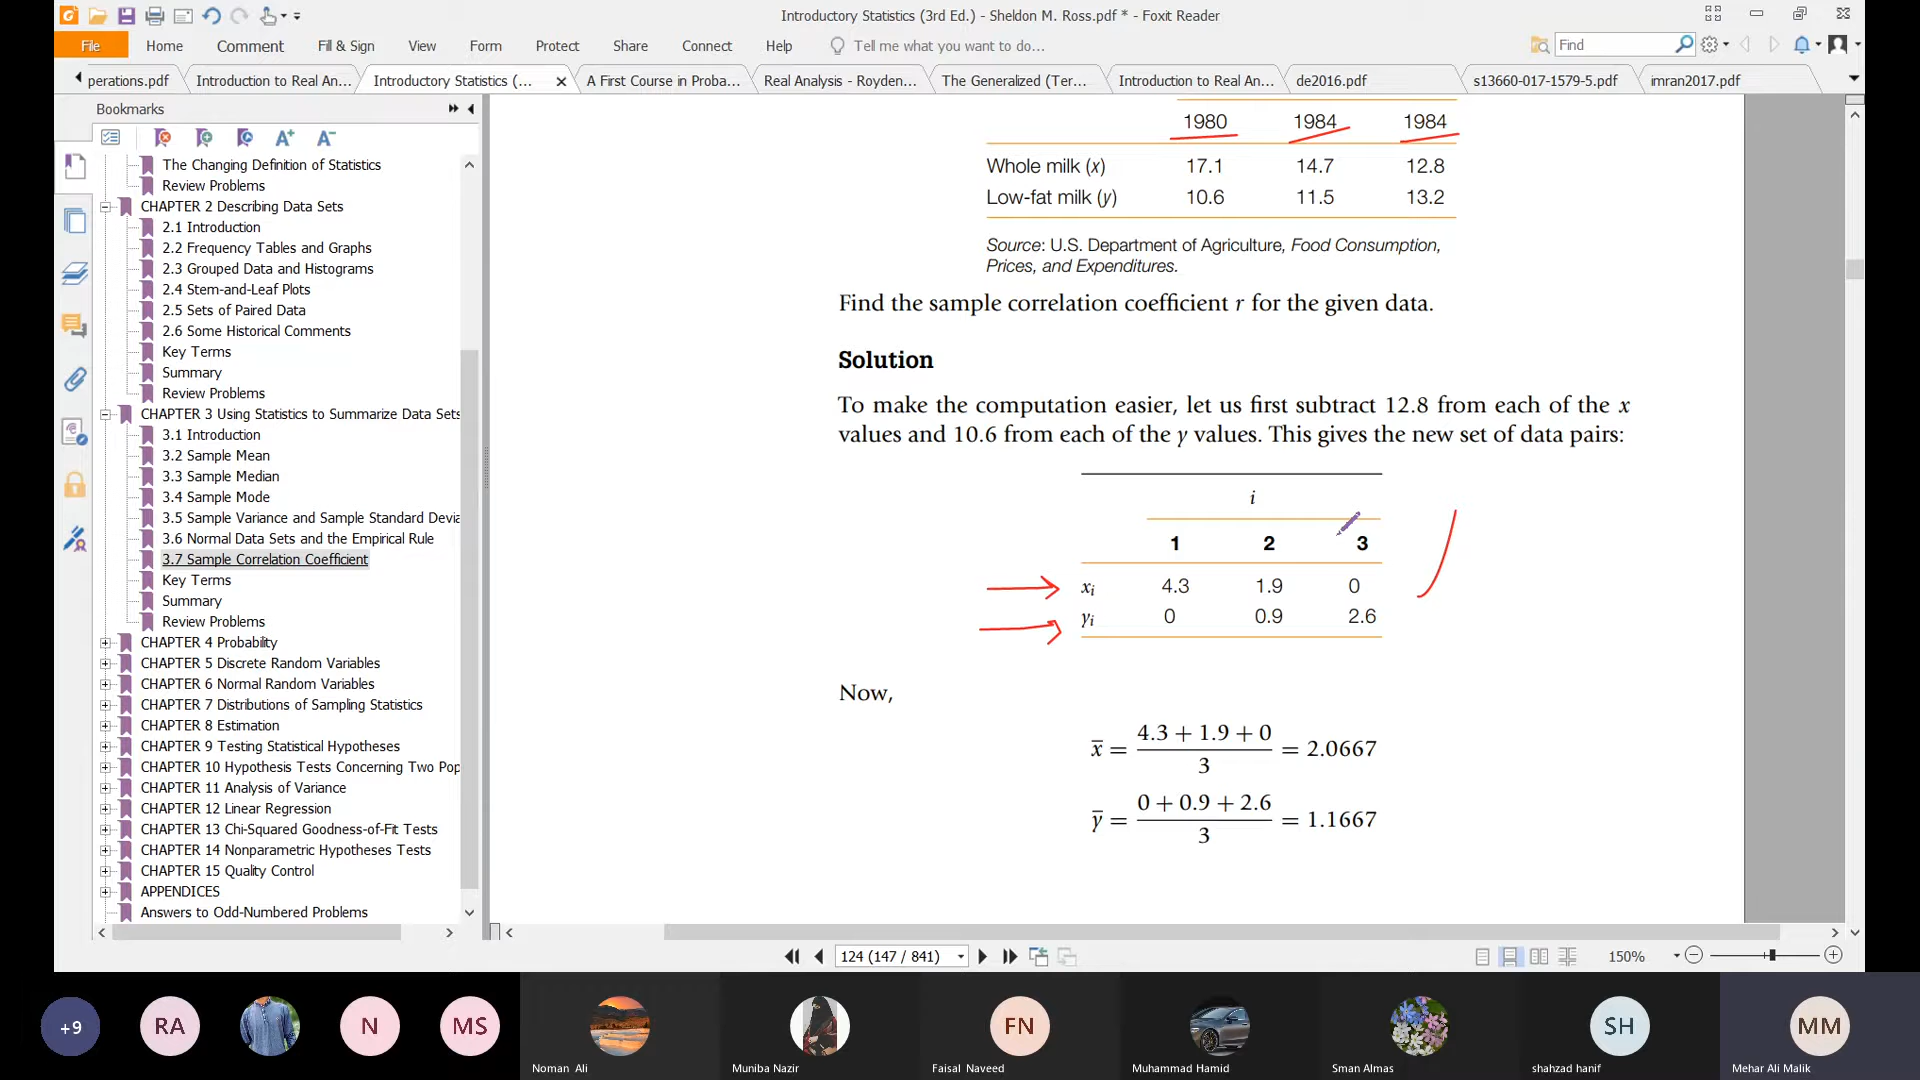 Introductory Statistics (3rd Ed.) - Sheldon M. Ross.pdf * - Foxit Reader
File Home Comment Fill & Sign View Form Protect Share Connect Help Tell me what you want to do... Find
perations.pdf Introduction to Real An... Introductory Statistics (... A First Course in Proba... Real Analysis - Royden... The Generalized (Ter... Introduction to Real An... de2016.pdf s13660-017-1579-5.pdf imran2017.pdf
Bookmarks
The Changing Definition of Statistics
Review Problems
CHAPTER 2 Describing Data Sets
2.1 Introduction
2.2 Frequency Tables and Graphs
2.3 Grouped Data and Histograms
2.4 Stem-and-Leaf Plots
2.5 Sets of Paired Data
2.6 Some Historical Comments
Key Terms
Summary
Review Problems
CHAPTER 3 Using Statistics to Summarize Data Sets
3.1 Introduction
3.2 Sample Mean
3.3 Sample Median
3.4 Sample Mode
3.5 Sample Variance and Sample Standard Devia
3.6 Normal Data Sets and the Empirical Rule
3.7 Sample Correlation Coefficient
Key Terms
Summary
Review Problems
CHAPTER 4 Probability
CHAPTER 5 Discrete Random Variables
CHAPTER 6 Normal Random Variables
CHAPTER 7 Distributions of Sampling Statistics
CHAPTER 8 Estimation
CHAPTER 9 Testing Statistical Hypotheses
CHAPTER 10 Hypothesis Tests Concerning Two Pop
CHAPTER 11 Analysis of Variance
CHAPTER 12 Linear Regression
CHAPTER 13 Chi-Squared Goodness-of-Fit Tests
CHAPTER 14 Nonparametric Hypotheses Tests
CHAPTER 15 Quality Control
APPENDICES
Answers to Odd-Numbered Problems
1980 1984 1984
Whole milk (x) 17.1 14.7 12.8
Low-fat milk (y) 10.6 11.5 13.2
Source: U.S. Department of Agriculture, Food Consumption,
Prices, and Expenditures.
Find the sample correlation coefficient r for the given data.
Solution
To make the computation easier, let us first subtract 12.8 from each of the x
values and 10.6 from each of the y values. This gives the new set of data pairs:
i
1 2 3
xᵢ 4.3 1.9 0
yᵢ 0 0.9 2.6
Now,
x̄ = (4.3 + 1.9 + 0)/3 = 2.0667
ȳ = (0 + 0.9 + 2.6)/3 = 1.1667
124 (147 / 841)
150%
+9 RA N MS FN SH MM
Noman Ali Muniba Nazir Faisal Naveed Muhammad Hamid Sman Almas shahzad hanif Mehar Ali Malik